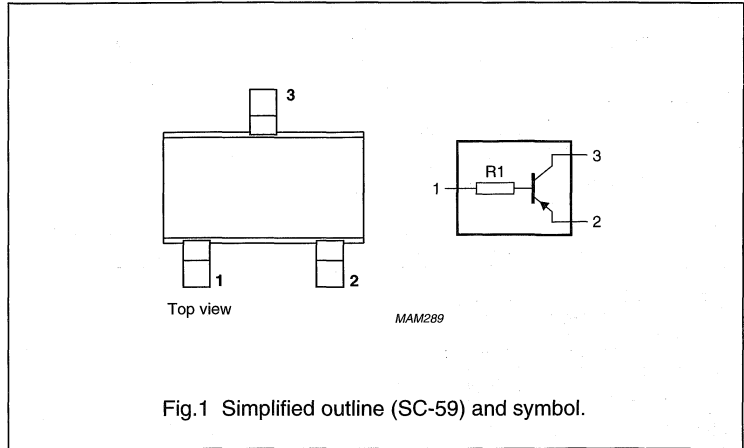 3
1
2
Top view
1
R1
3
2
MAM289
Fig.1 Simplified outline (SC-59) and symbol.